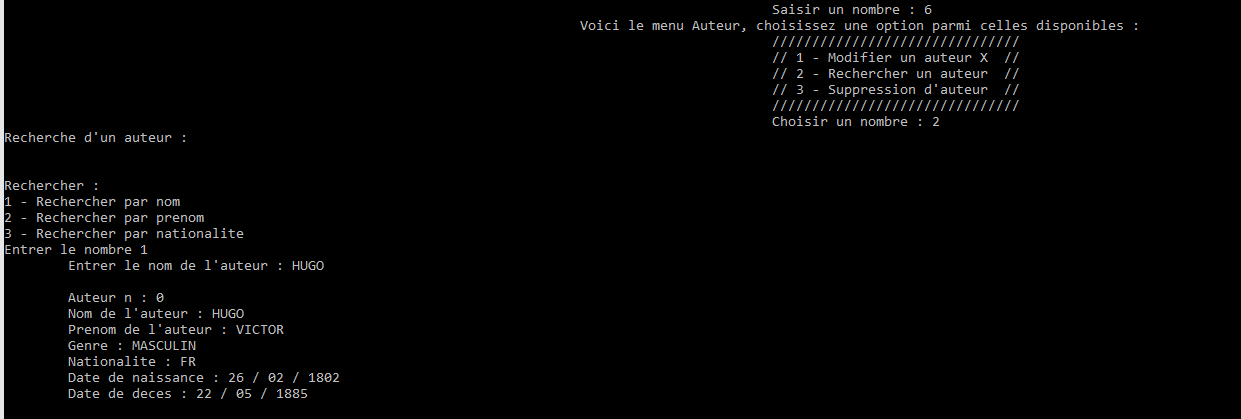 Saisir un nombre : 6
Voici le menu Auteur, choisissez une option parmi celles disponibles :
///////////////////////////////
// 1 - Modifier un auteur X  //
// 2 - Rechercher un auteur  //
// 3 - Suppression d'auteur  //
///////////////////////////////
Choisir un nombre : 2
Recherche d'un auteur :
Rechercher :
1 - Rechercher par nom
2 - Rechercher par prenom
3 - Rechercher par nationalite
Entrer le nombre 1
Entrer le nom de l'auteur : HUGO
Auteur n : 0
Nom de l'auteur : HUGO
Prenom de l'auteur : VICTOR
Genre : MASCULIN
Nationalite : FR
Date de naissance : 26 / 02 / 1802
Date de deces : 22 / 05 / 1885